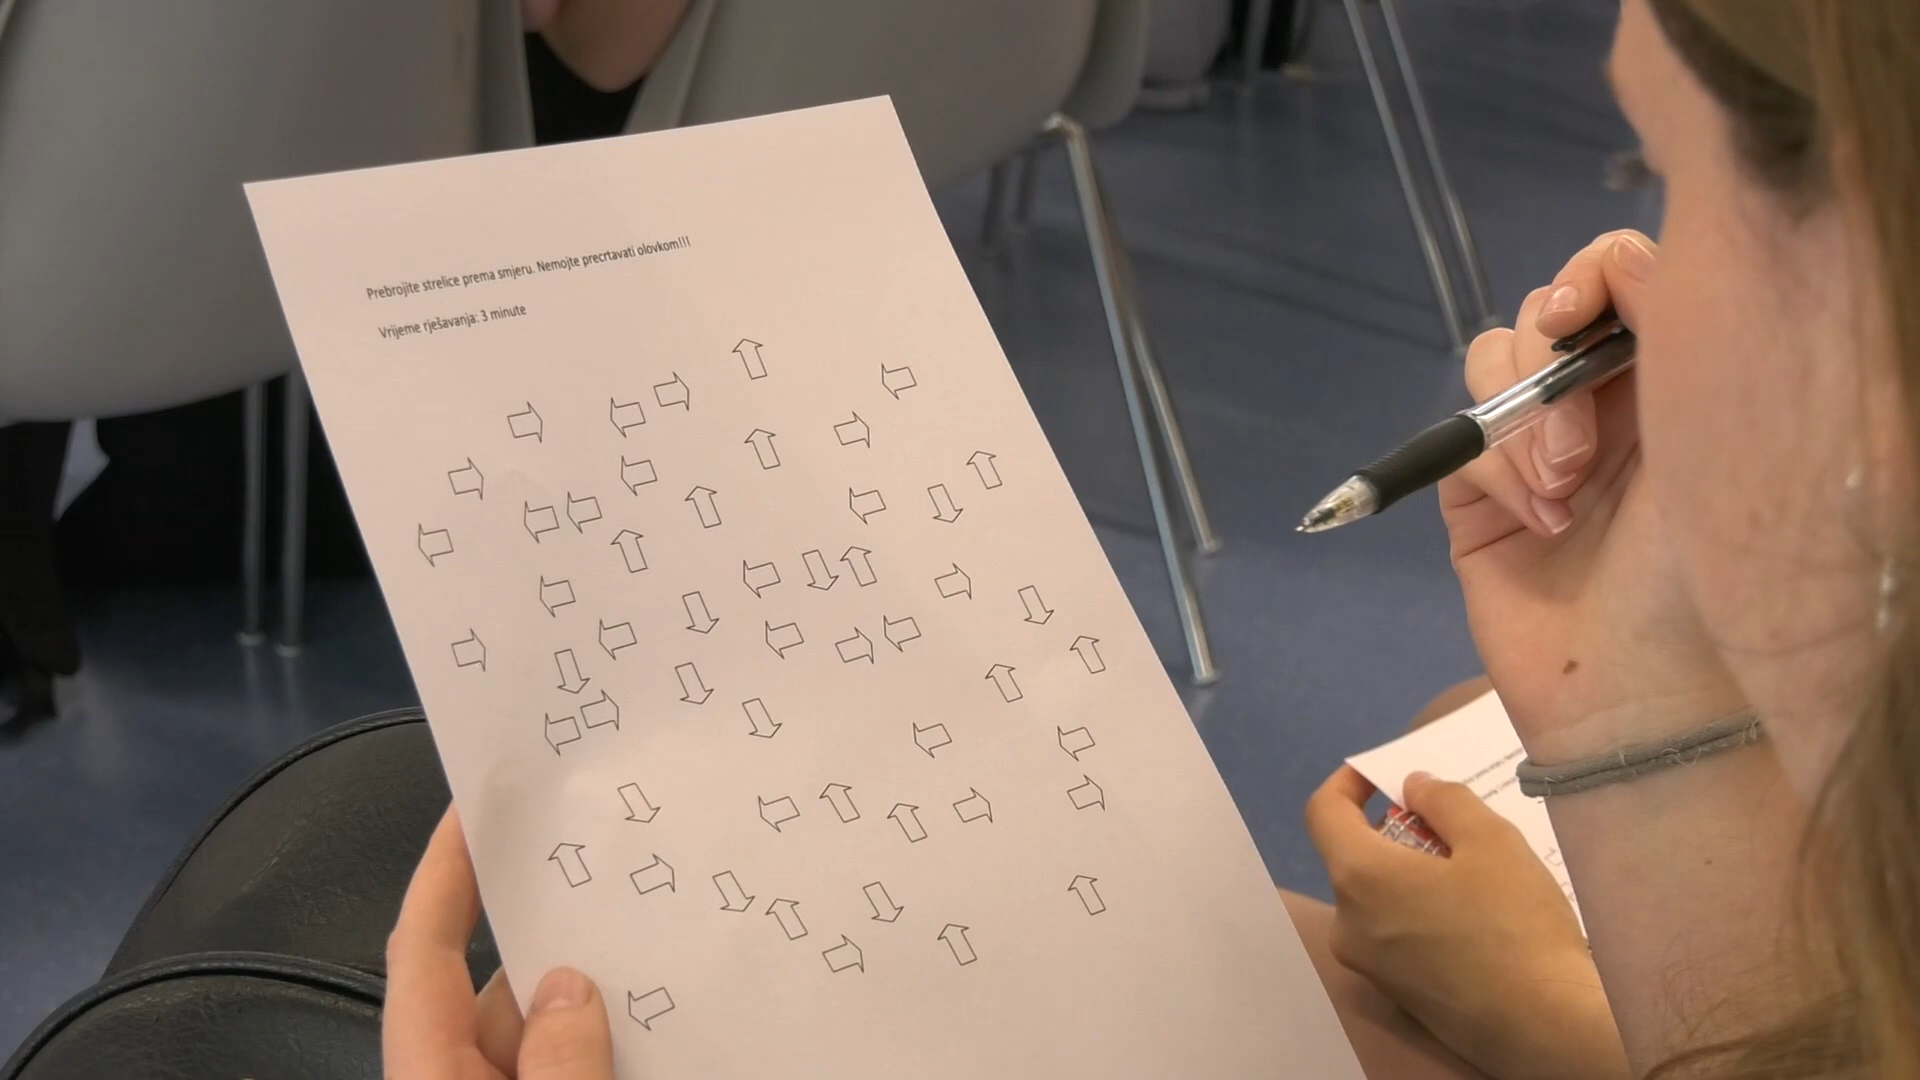 Prebrojite strelice prema smjeru. Nemojte precrtavati olovkom!!!
Vrijeme rješavanja: 3 minute